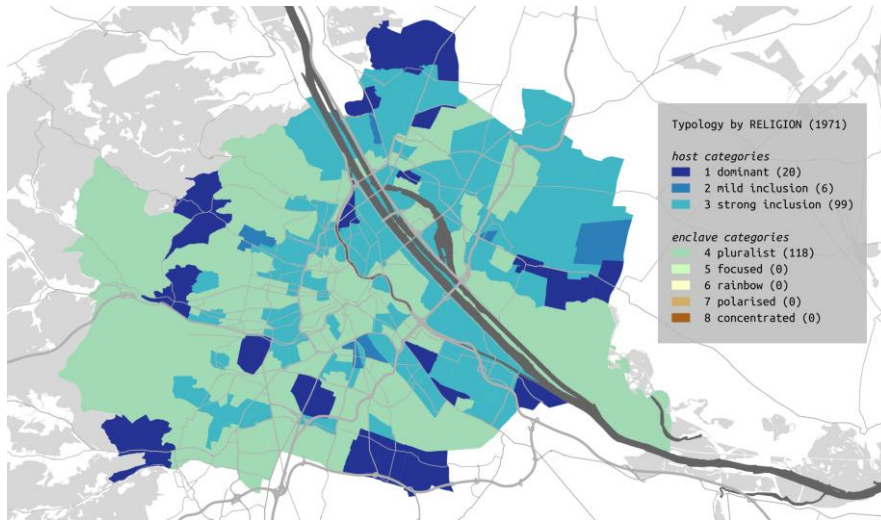 Typology by RELIGION (1971)
host categories
1 dominant (20)
2 mild inclusion (6)
3 strong inclusion (99)
enclave categories
4 pluralist (118)
5 focused (0)
6 rainbow (0)
7 polarised (0)
8 concentrated (0)